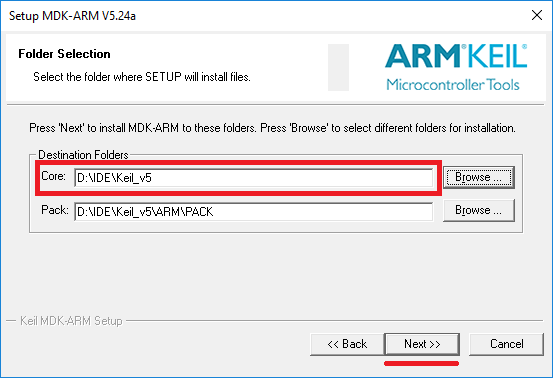 Setup MDK-ARM V5.24a
Folder Selection
Select the folder where SETUP will install files.
ARM KEIL
Microcontroller Tools
Press 'Next' to install MDK-ARM to these folders. Press 'Browse' to select different folders for installation.
Destination Folders
Core: D:\IDE\Keil_v5 Browse ...
Pack: D:\IDE\Keil_v5\ARM\PACK Browse ...
Keil MDK-ARM Setup
<< Back Next >> Cancel